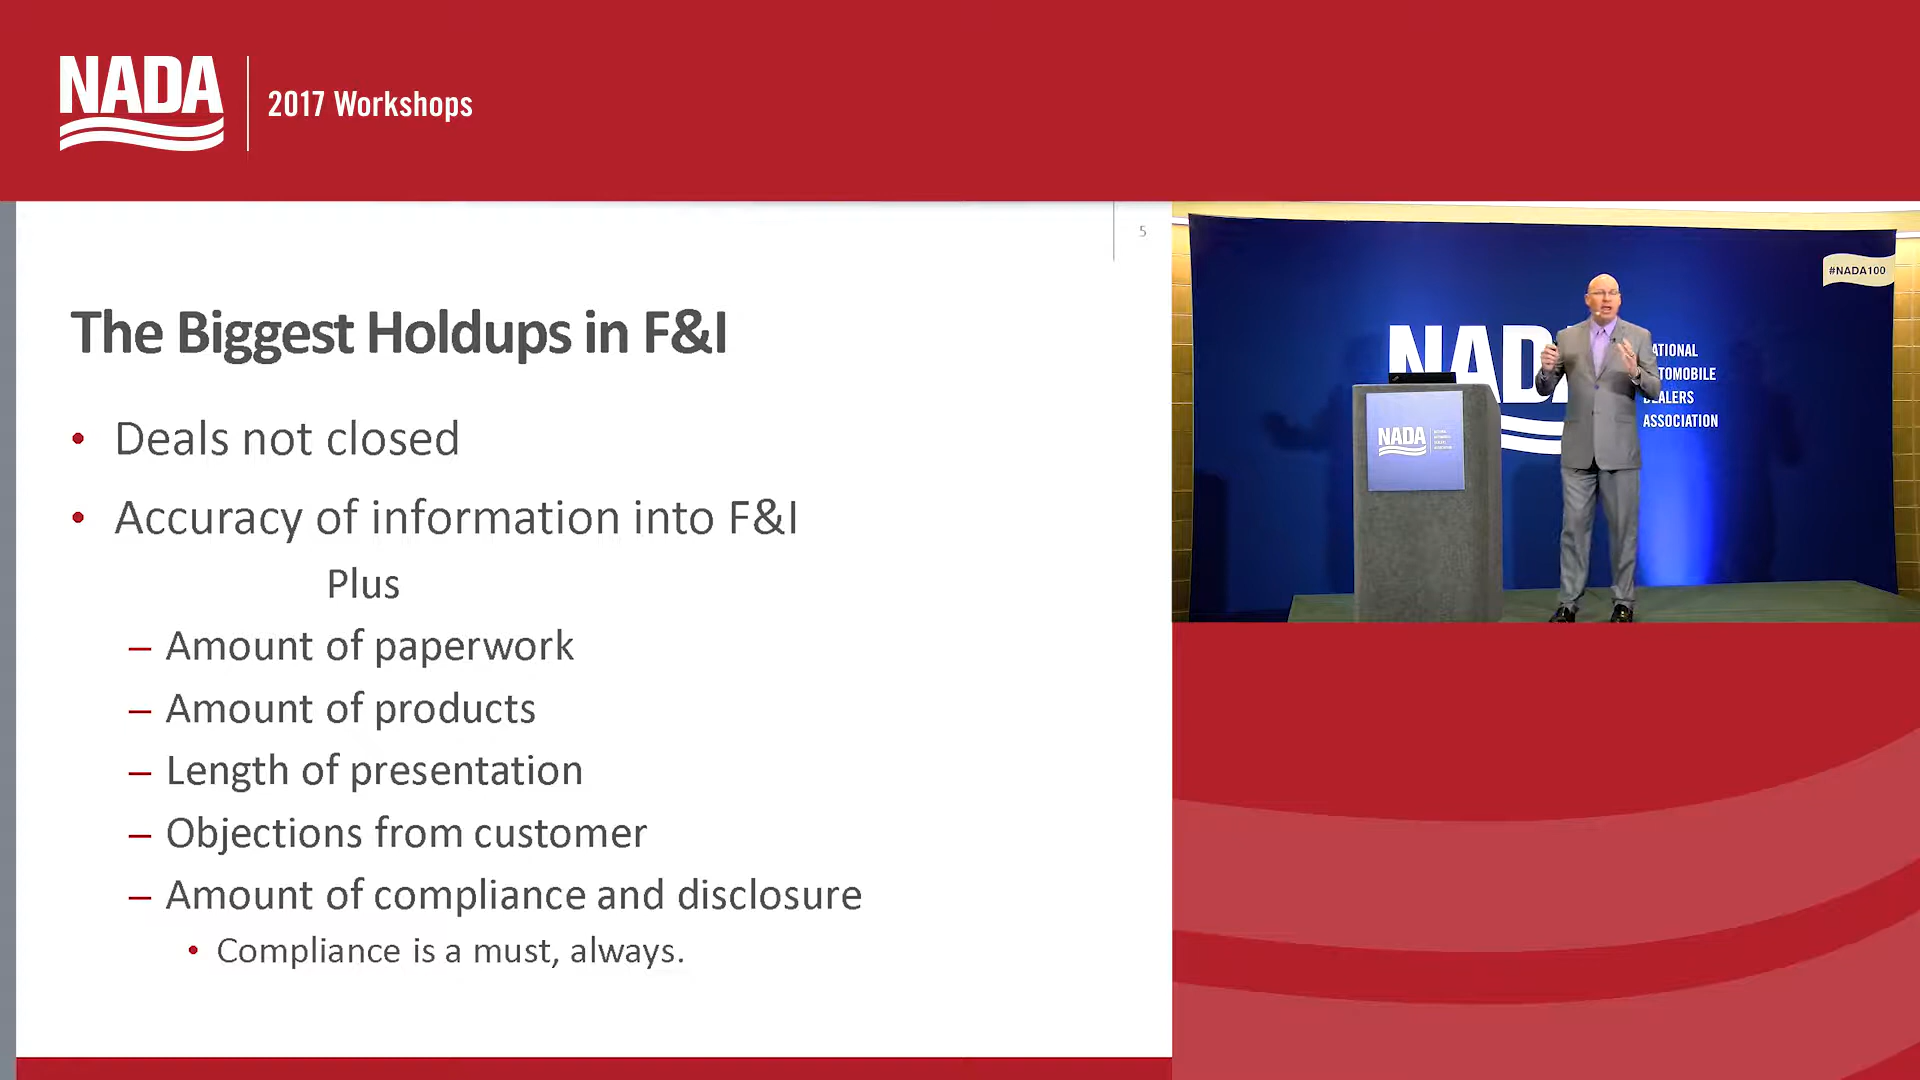 NADA
2017 Workshops
5
The Biggest Holdups in F&I
• Deals not closed
• Accuracy of information into F&I
Plus
– Amount of paperwork
– Amount of products
– Length of presentation
– Objections from customer
– Amount of compliance and disclosure
• Compliance is a must, always.
#NADA100
NAD
ATIONAL
TOMOBILE
EALERS
ASSOCIATION
NADA